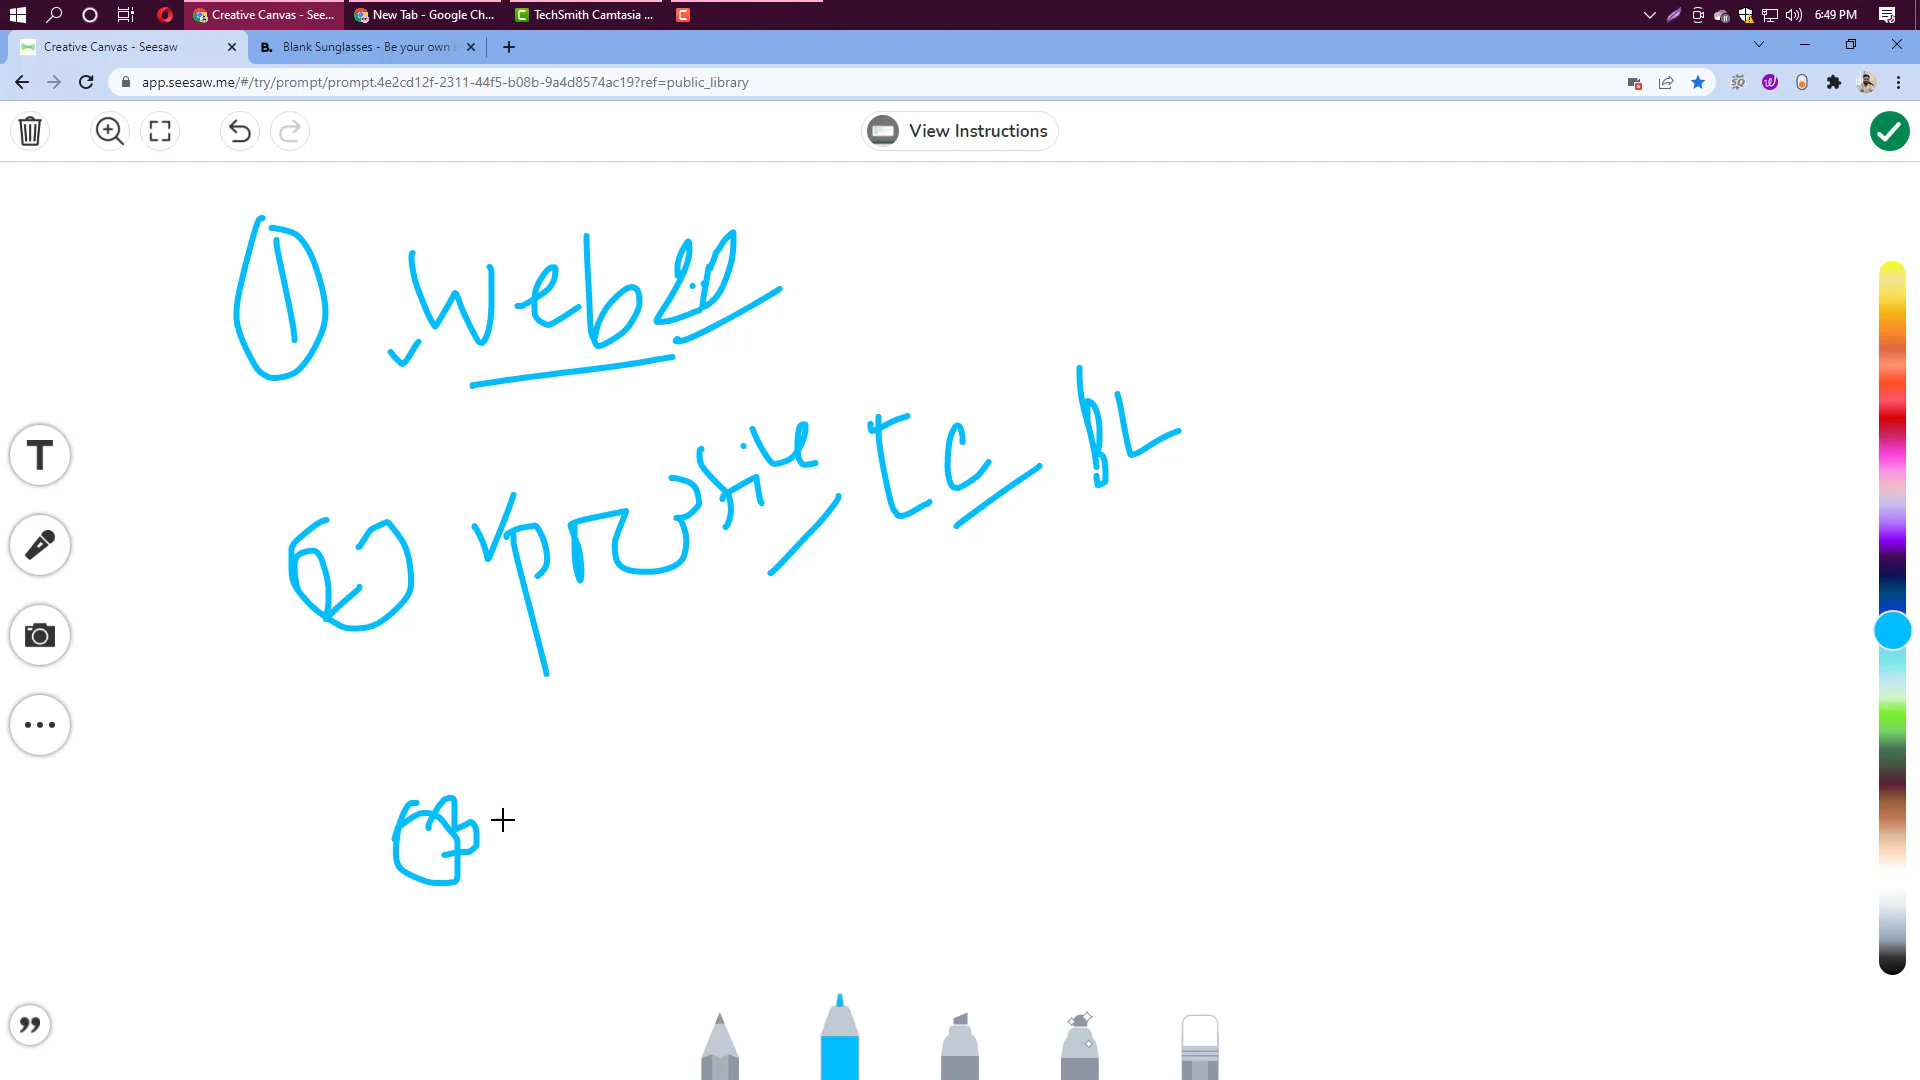 Creative Canvas - See...
New Tab - Google Ch...
TechSmith Camtasia ...
6:49 PM
Creative Canvas - Seesaw
Blank Sunglasses - Be your own
app.seesaw.me/#/try/prompt/prompt.4e2cd12f-2311-44f5-b08b-9a4d8574ac19?ref=public_library
View Instructions
1 Web
2 profile [C BL
T